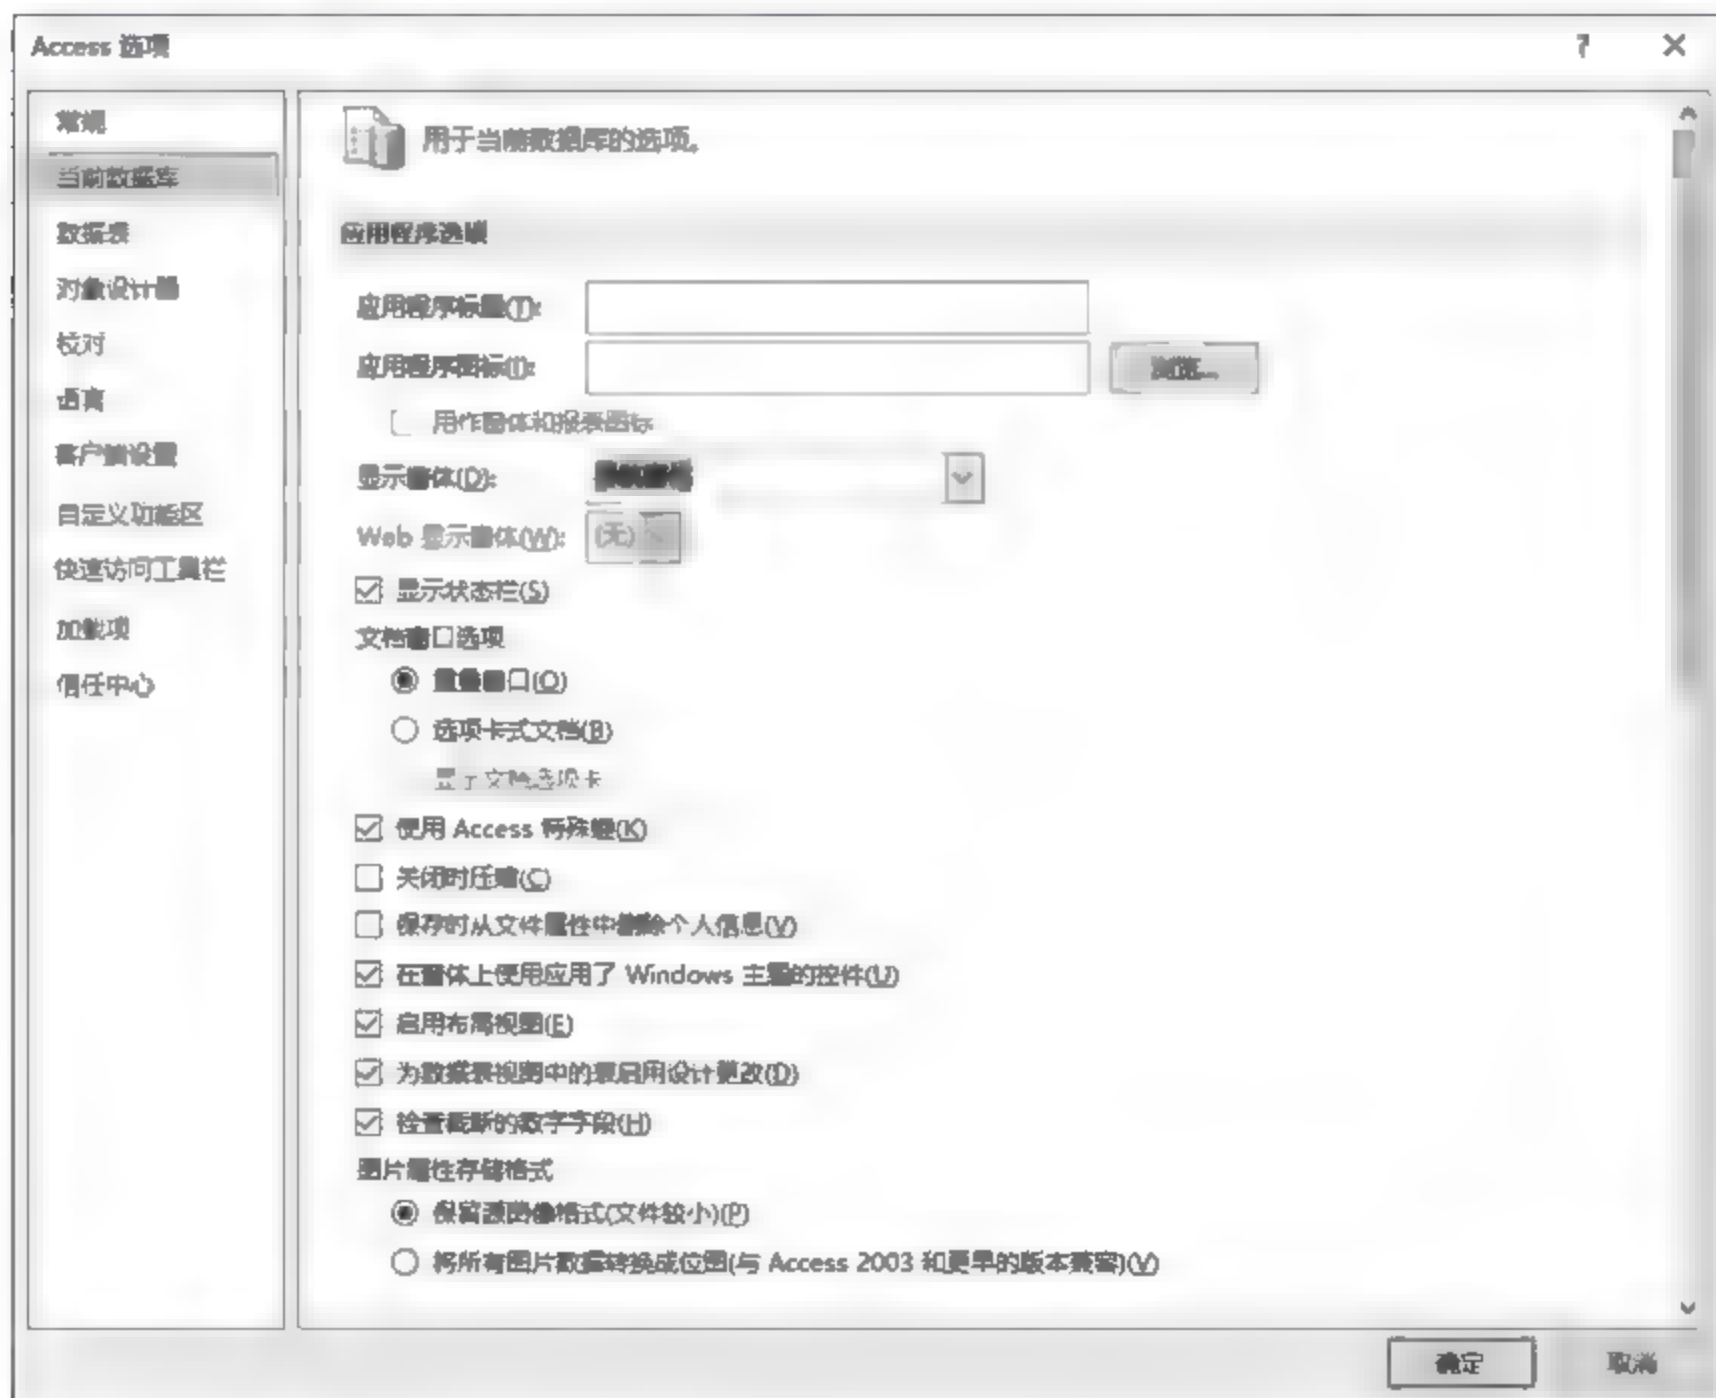 Access 选项
?
常规
当前数据库
数据表
对象设计器
校对
语言
客户端设置
自定义功能区
快速访问工具栏
加载项
信任中心
用于当前数据库的选项。
应用程序选项
应用程序标题(T):
应用程序图标(I):
浏览...
用作窗体和报表图标
显示窗体(D):
Web 显示窗体(W):
(无)
显示状态栏(S)
文档窗口选项
重叠窗口(O)
选项卡式文档(B)
显示文档选项卡
使用 Access 特殊键(K)
关闭时压缩(C)
保存时从文件属性中删除个人信息(V)
在窗体上使用应用了 Windows 主题的控件(U)
启用布局视图(E)
为数据表视图中的表启用设计更改(D)
检查截断的数字字段(H)
图片属性存储格式
保留源图像格式(文件较小)(P)
将所有图片数据转换成位图(与 Access 2003 和更早的版本兼容)(V)
确定
取消